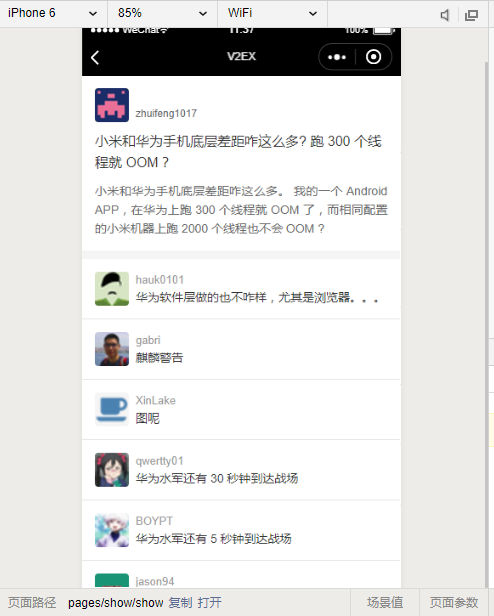 iPhone 6 85% WiFi
WeChat 11:37 100%
V2EX
zhuifeng1017
小米和华为手机底层差距咋这么多? 跑 300 个线
程就 OOM ?
小米和华为手机底层差距咋这么多。 我的一个 Android
APP，在华为上跑 300 个线程就 OOM 了，而相同配置
的小米机器上跑 2000 个线程也不会 OOM ?
hauk0101
华为软件层做的也不咋样，尤其是浏览器。。。
gabri
麒麟警告
XinLake
图呢
qwertty01
华为水军还有 30 秒钟到达战场
BOYPT
华为水军还有 5 秒钟到达战场
jason94
页面路径 pages/show/show 复制 打开 场景值 页面参数